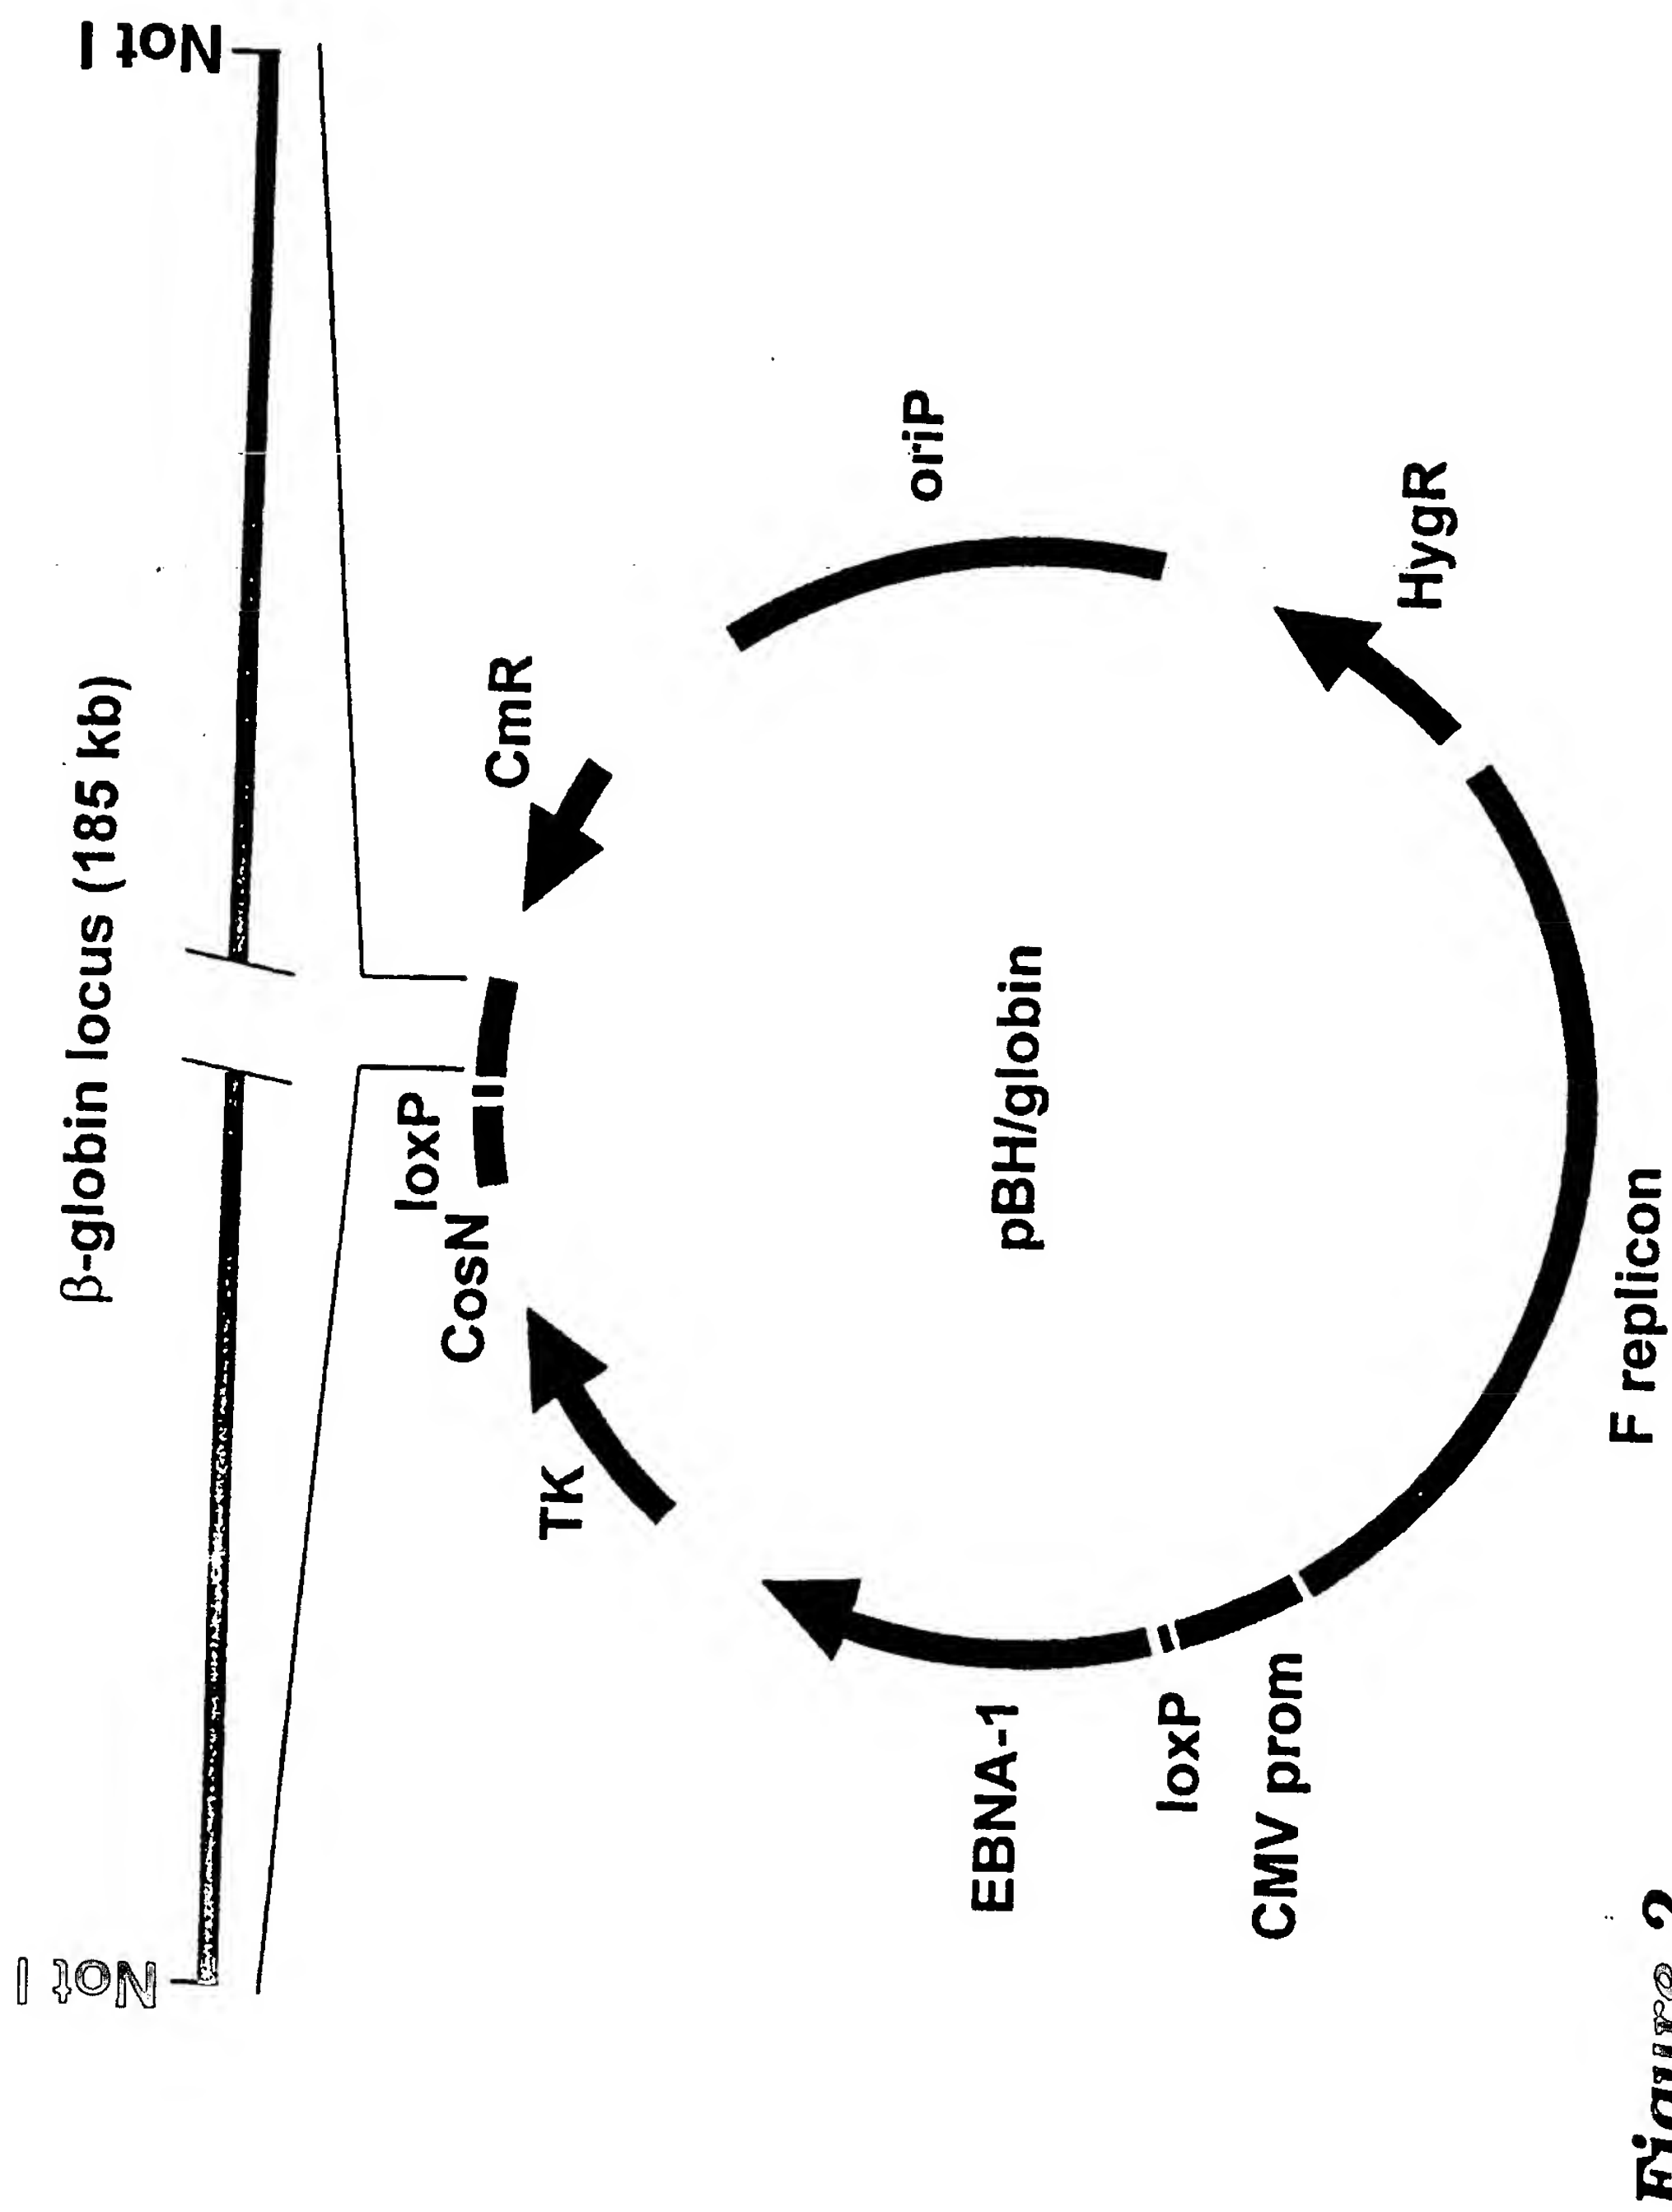 Not I
Not I
β-globin locus (185 kb)
loxP
CosN
CmR
TK
oriP
pBH/globin
EBNA-1
HygR
loxP
CMV prom
F replicon
Figure 2